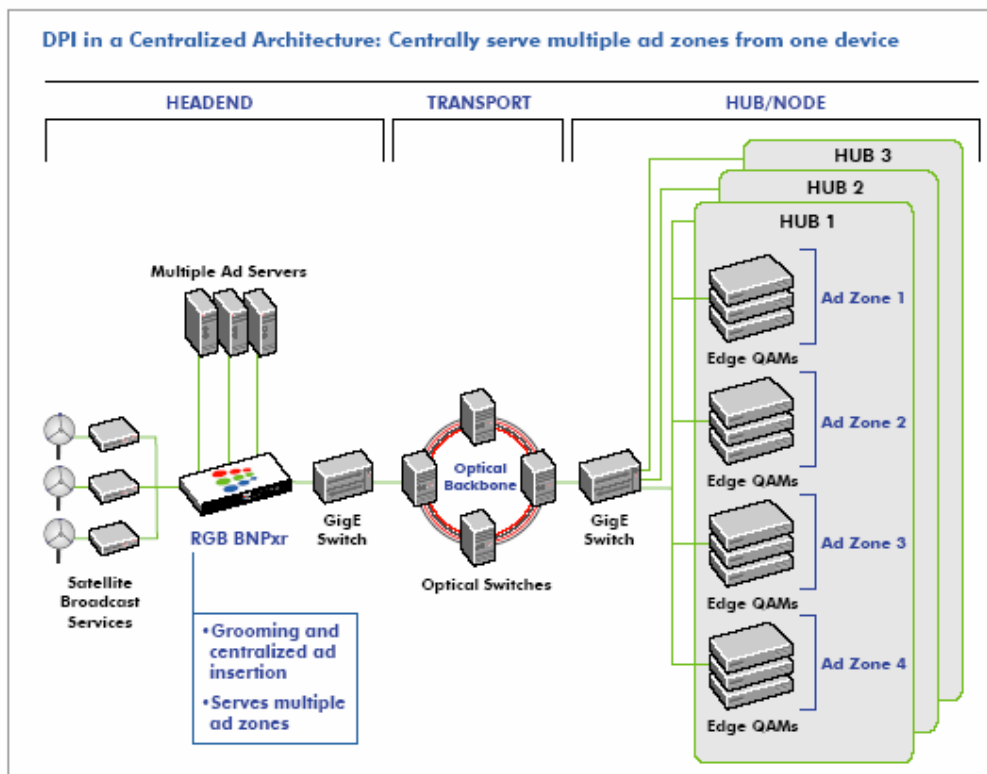 DPI in a Centralized Architecture: Centrally serve multiple ad zones from one device
HEADEND
TRANSPORT
HUB/NODE
HUB 3
HUB 2
HUB 1
Multiple Ad Servers
Ad Zone 1
Edge QAMs
Ad Zone 2
Edge QAMs
Optical
Backbone
RGB BNPxr
GigE
Switch
GigE
Switch
Optical Switches
Satellite
Broadcast
Services
Ad Zone 3
Edge QAMs
•Grooming and
centralized ad
insertion
•Serves multiple
ad zones
Ad Zone 4
Edge QAMs